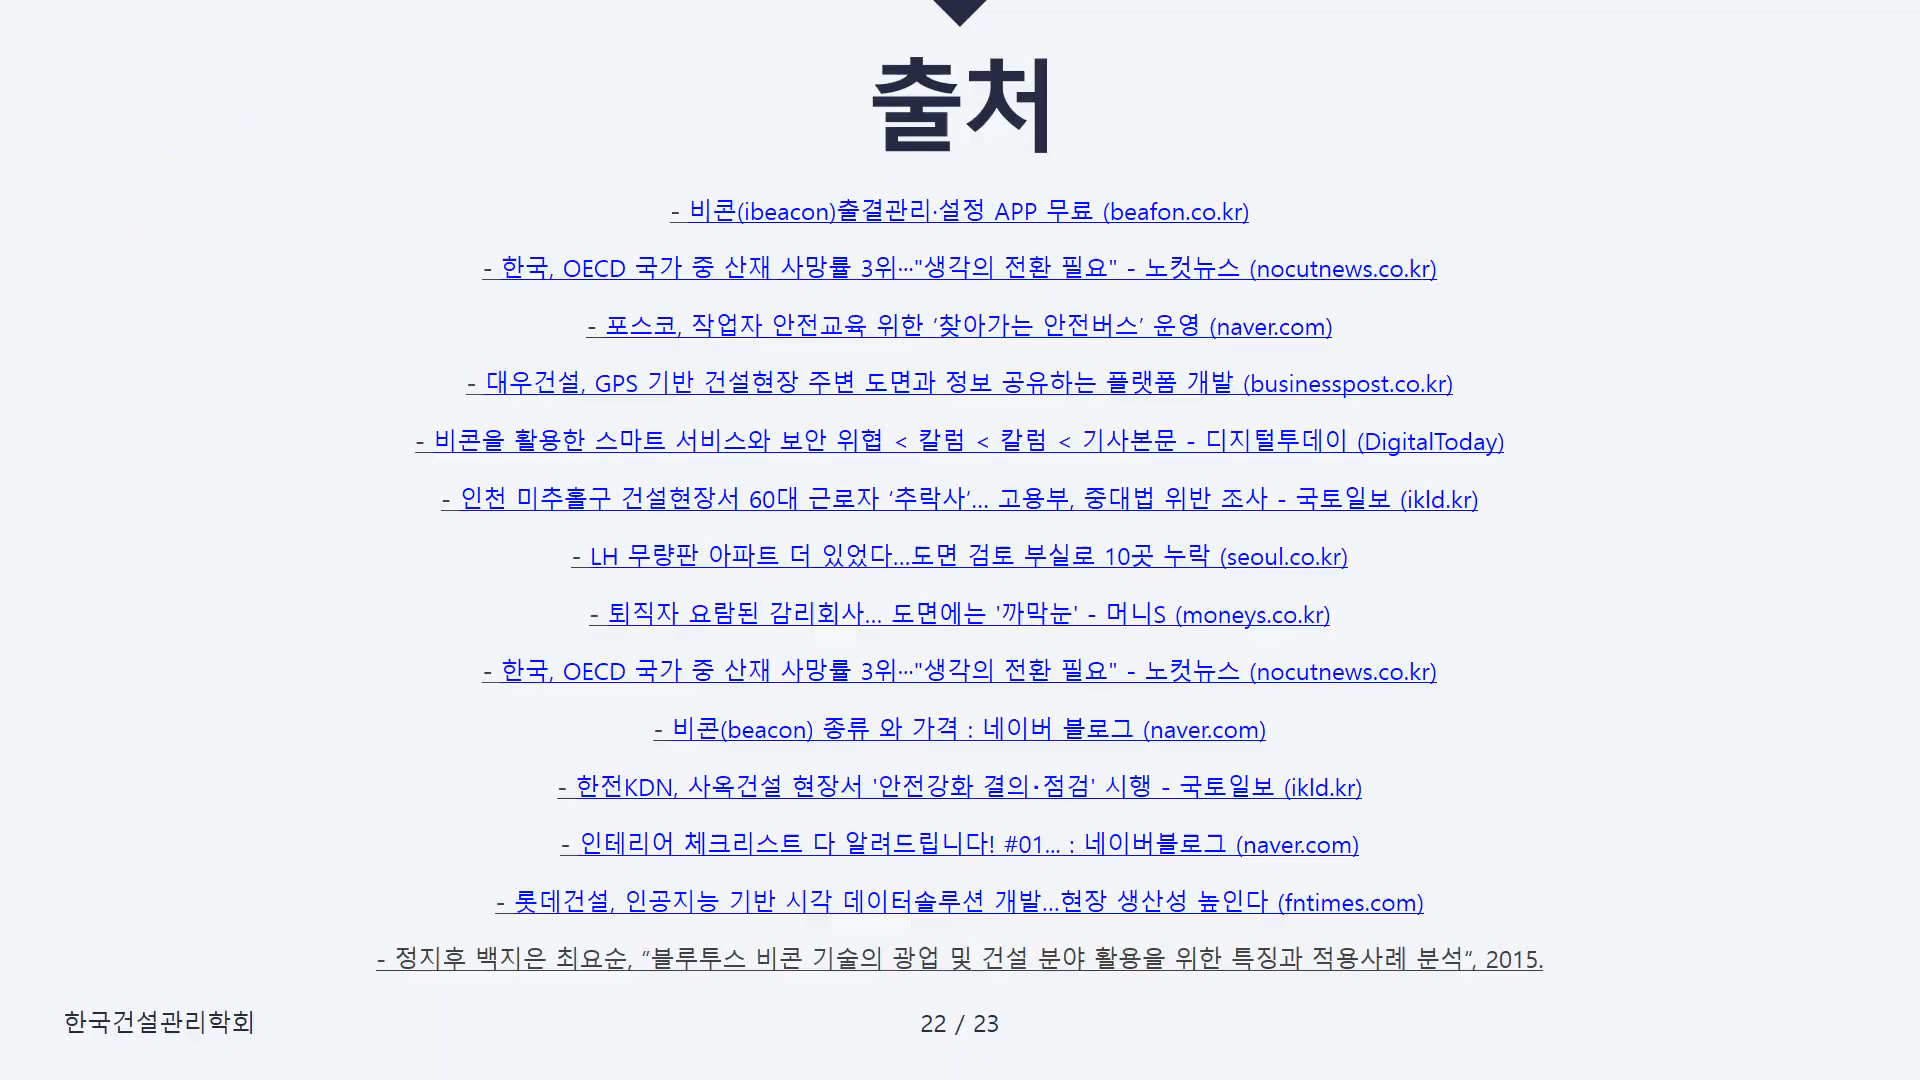 출처
- 비콘(ibeacon)출결관리·설정 APP 무료 (beafon.co.kr)
- 한국, OECD 국가 중 산재 사망률 3위…"생각의 전환 필요" - 노컷뉴스 (nocutnews.co.kr)
- 포스코, 작업자 안전교육 위한 ‘찾아가는 안전버스’ 운영 (naver.com)
- 대우건설, GPS 기반 건설현장 주변 도면과 정보 공유하는 플랫폼 개발 (businesspost.co.kr)
- 비콘을 활용한 스마트 서비스와 보안 위협 < 칼럼 < 칼럼 < 기사본문 - 디지털투데이 (DigitalToday)
- 인천 미추홀구 건설현장서 60대 근로자 ‘추락사’... 고용부, 중대법 위반 조사 - 국토일보 (ikld.kr)
- LH 무량판 아파트 더 있었다…도면 검토 부실로 10곳 누락 (seoul.co.kr)
- 퇴직자 요람된 감리회사... 도면에는 '까막눈' - 머니S (moneys.co.kr)
- 한국, OECD 국가 중 산재 사망률 3위…"생각의 전환 필요" - 노컷뉴스 (nocutnews.co.kr)
- 비콘(beacon) 종류 와 가격 : 네이버 블로그 (naver.com)
- 한전KDN, 사옥건설 현장서 '안전강화 결의·점검' 시행 - 국토일보 (ikld.kr)
- 인테리어 체크리스트 다 알려드립니다! #01... : 네이버블로그 (naver.com)
- 롯데건설, 인공지능 기반 시각 데이터솔루션 개발…현장 생산성 높인다 (fntimes.com)
- 정지후 백지은 최요순, ”블루투스 비콘 기술의 광업 및 건설 분야 활용을 위한 특징과 적용사례 분석“, 2015.
한국건설관리학회
22 / 23